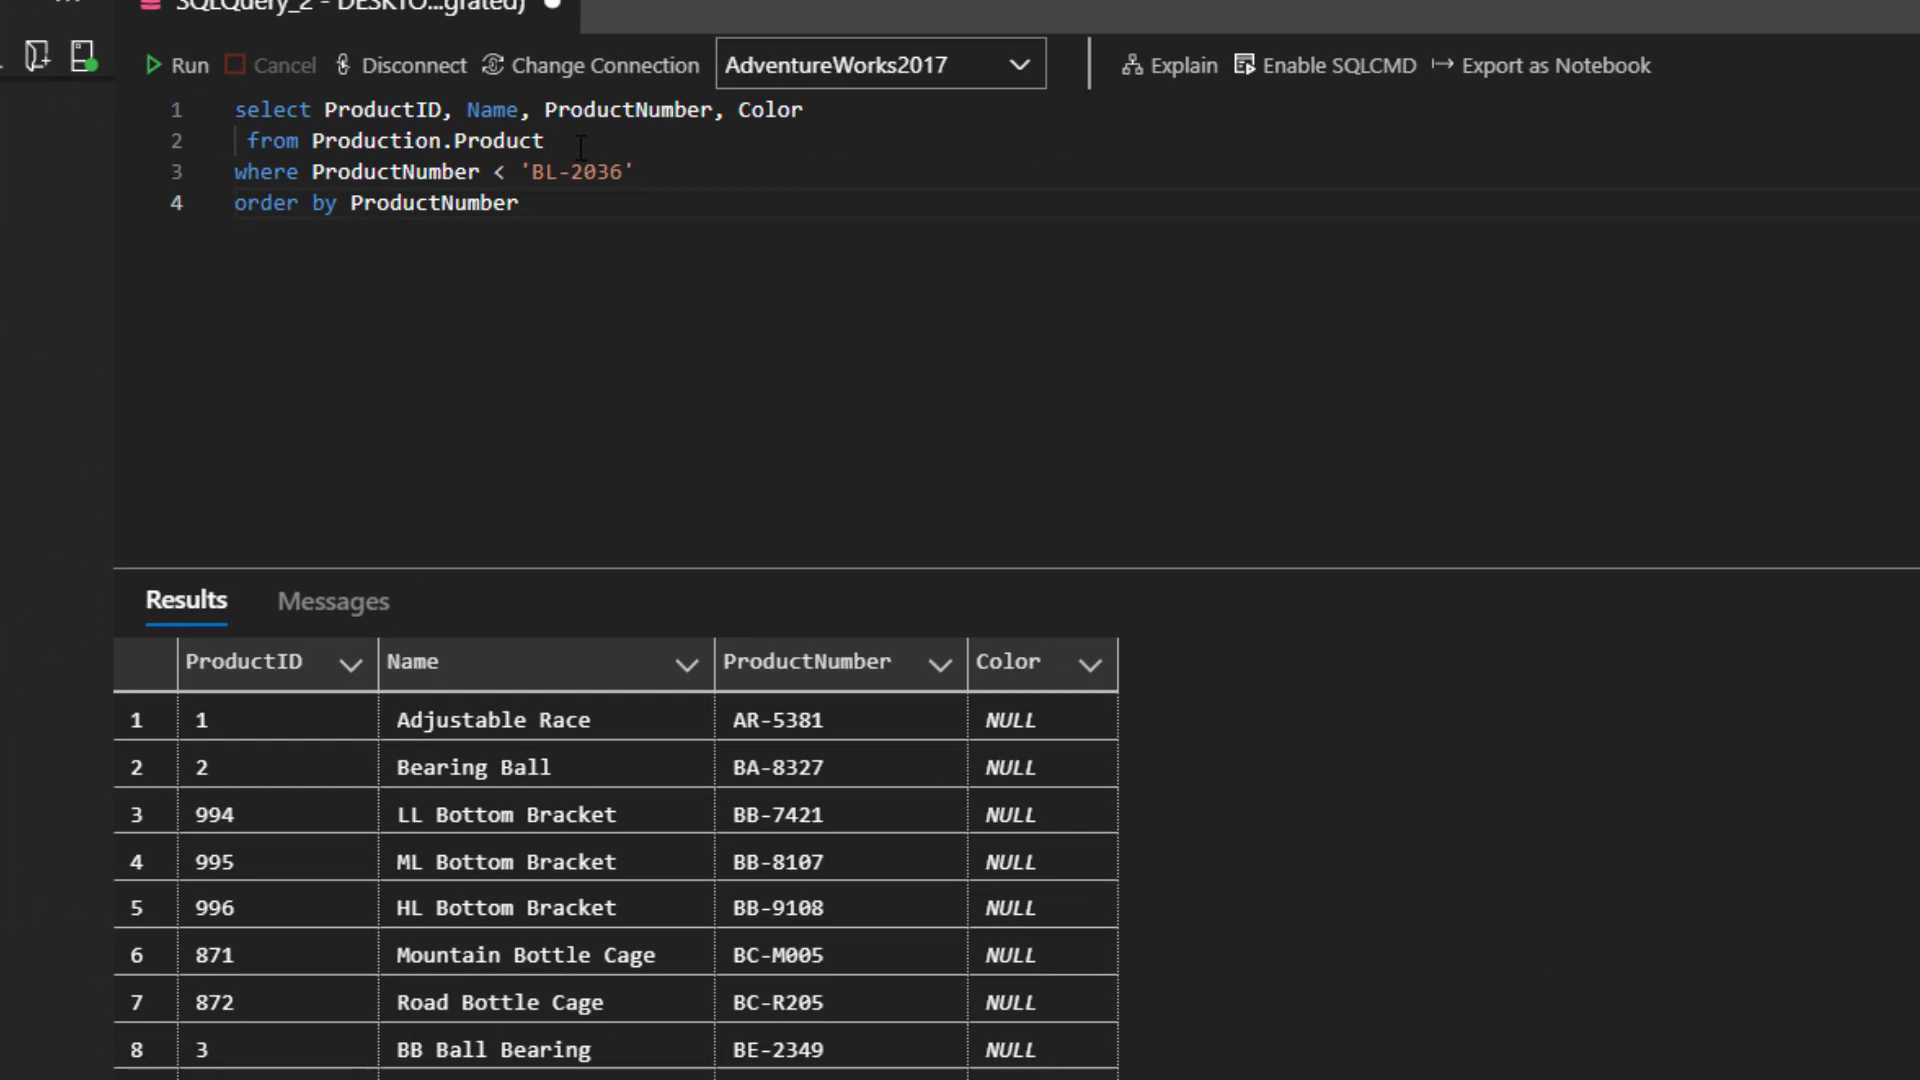 SQLQuery_2 - DESKTO...grated)
Run Cancel Disconnect Change Connection AdventureWorks2017 Explain Enable SQLCMD Export as Notebook
1 select ProductID, Name, ProductNumber, Color
2 from Production.Product
3 where ProductNumber < 'BL-2036'
4 order by ProductNumber
Results Messages
ProductID Name ProductNumber Color
1 1 Adjustable Race AR-5381 NULL
2 2 Bearing Ball BA-8327 NULL
3 994 LL Bottom Bracket BB-7421 NULL
4 995 ML Bottom Bracket BB-8107 NULL
5 996 HL Bottom Bracket BB-9108 NULL
6 871 Mountain Bottle Cage BC-M005 NULL
7 872 Road Bottle Cage BC-R205 NULL
8 3 BB Ball Bearing BE-2349 NULL